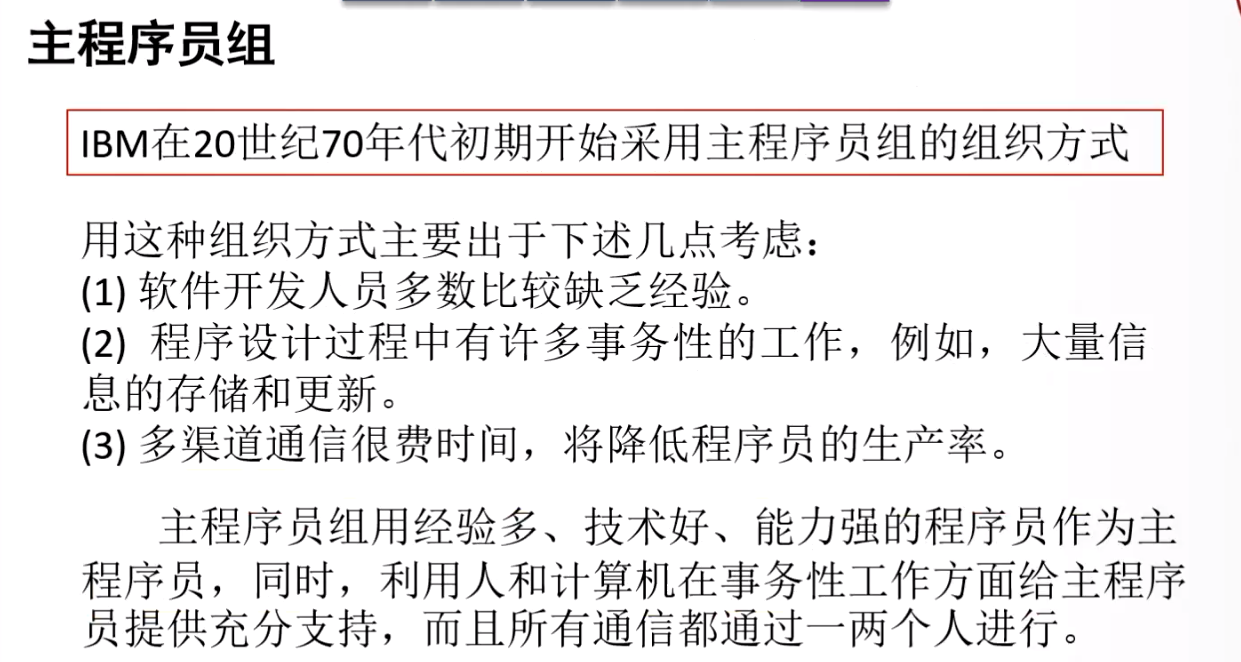 主程序员组
IBM在20世纪70年代初期开始采用主程序员组的组织方式
用这种组织方式主要出于下述几点考虑：
(1) 软件开发人员多数比较缺乏经验。
(2) 程序设计过程中有许多事务性的工作，例如，大量信
息的存储和更新。
(3) 多渠道通信很费时间，将降低程序员的生产率。
主程序员组用经验多、技术好、能力强的程序员作为主
程序员，同时，利用人和计算机在事务性工作方面给主程序
员提供充分支持，而且所有通信都通过一两个人进行。